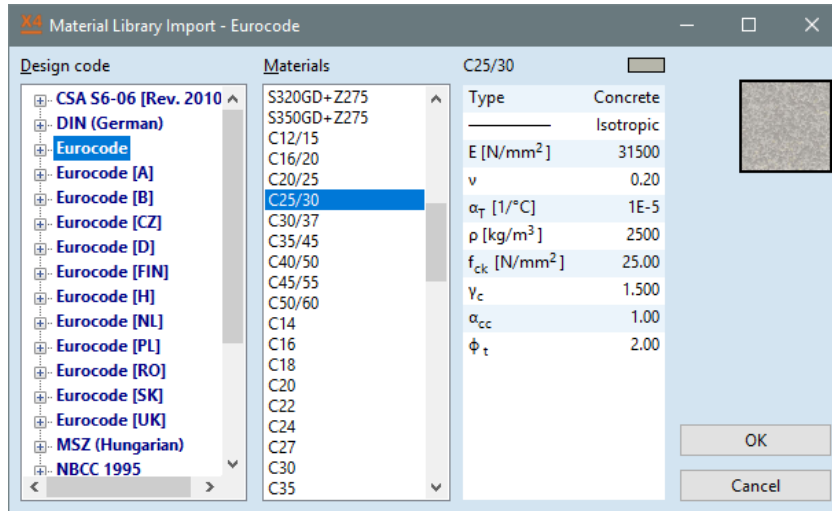 X4 Material Library Import - Eurocode
Design code
CSA S6-06 [Rev. 2010
DIN (German)
Eurocode
Eurocode [A]
Eurocode [B]
Eurocode [CZ]
Eurocode [D]
Eurocode [FIN]
Eurocode [H]
Eurocode [NL]
Eurocode [PL]
Eurocode [RO]
Eurocode [SK]
Eurocode [UK]
MSZ (Hungarian)
NBCC 1995
Materials
S320GD+Z275
S350GD+Z275
C12/15
C16/20
C20/25
C25/30
C30/37
C35/45
C40/50
C45/55
C50/60
C14
C16
C18
C20
C22
C24
C27
C30
C35
C25/30
Type Concrete
Isotropic
E [N/mm²] 31500
ν 0.20
αT [1/°C] 1E-5
ρ [kg/m³] 2500
fck [N/mm²] 25.00
γc 1.500
αcc 1.00
ϕt 2.00
OK
Cancel